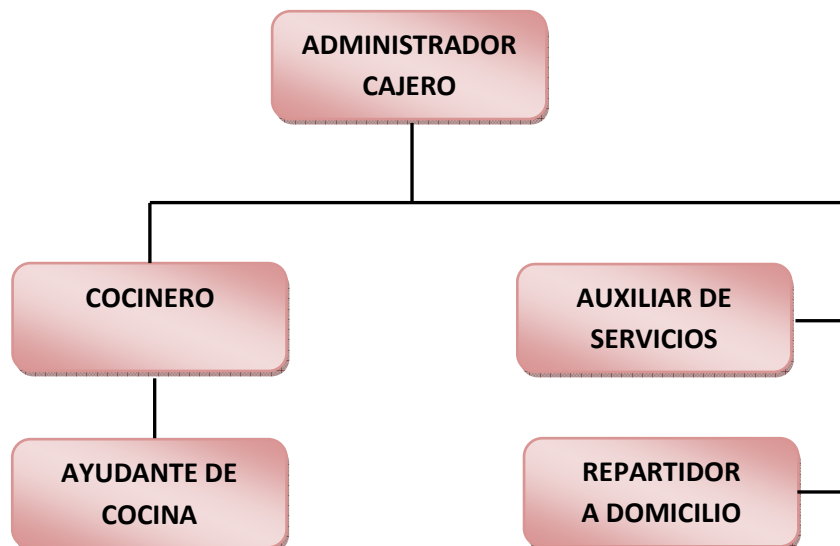 ADMINISTRADOR
CAJERO
COCINERO
AUXILIAR DE
SERVICIOS
AYUDANTE DE
COCINA
REPARTIDOR
A DOMICILIO